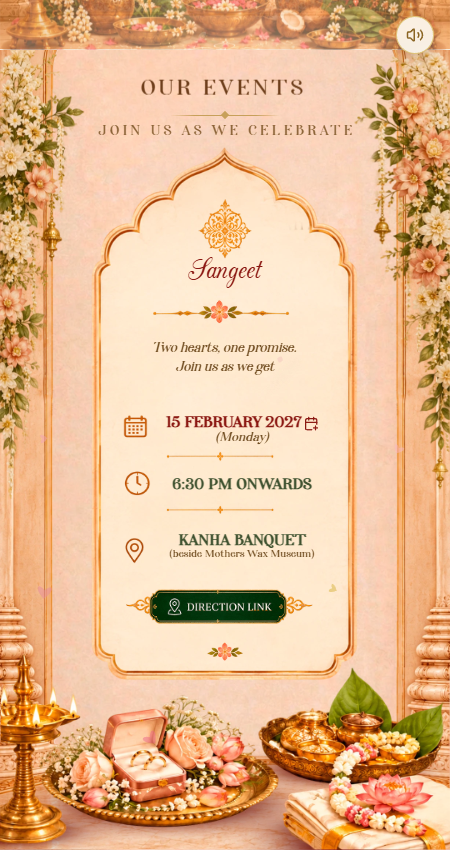 OUR EVENTS
JOIN US AS WE CELEBRATE
Sangeet
Two hearts, one promise.
Join us as we get
15 FEBRUARY 2027
(Monday)
6:30 PM ONWARDS
KANHA BANQUET
(beside Mothers Wax Museum)
DIRECTION LINK